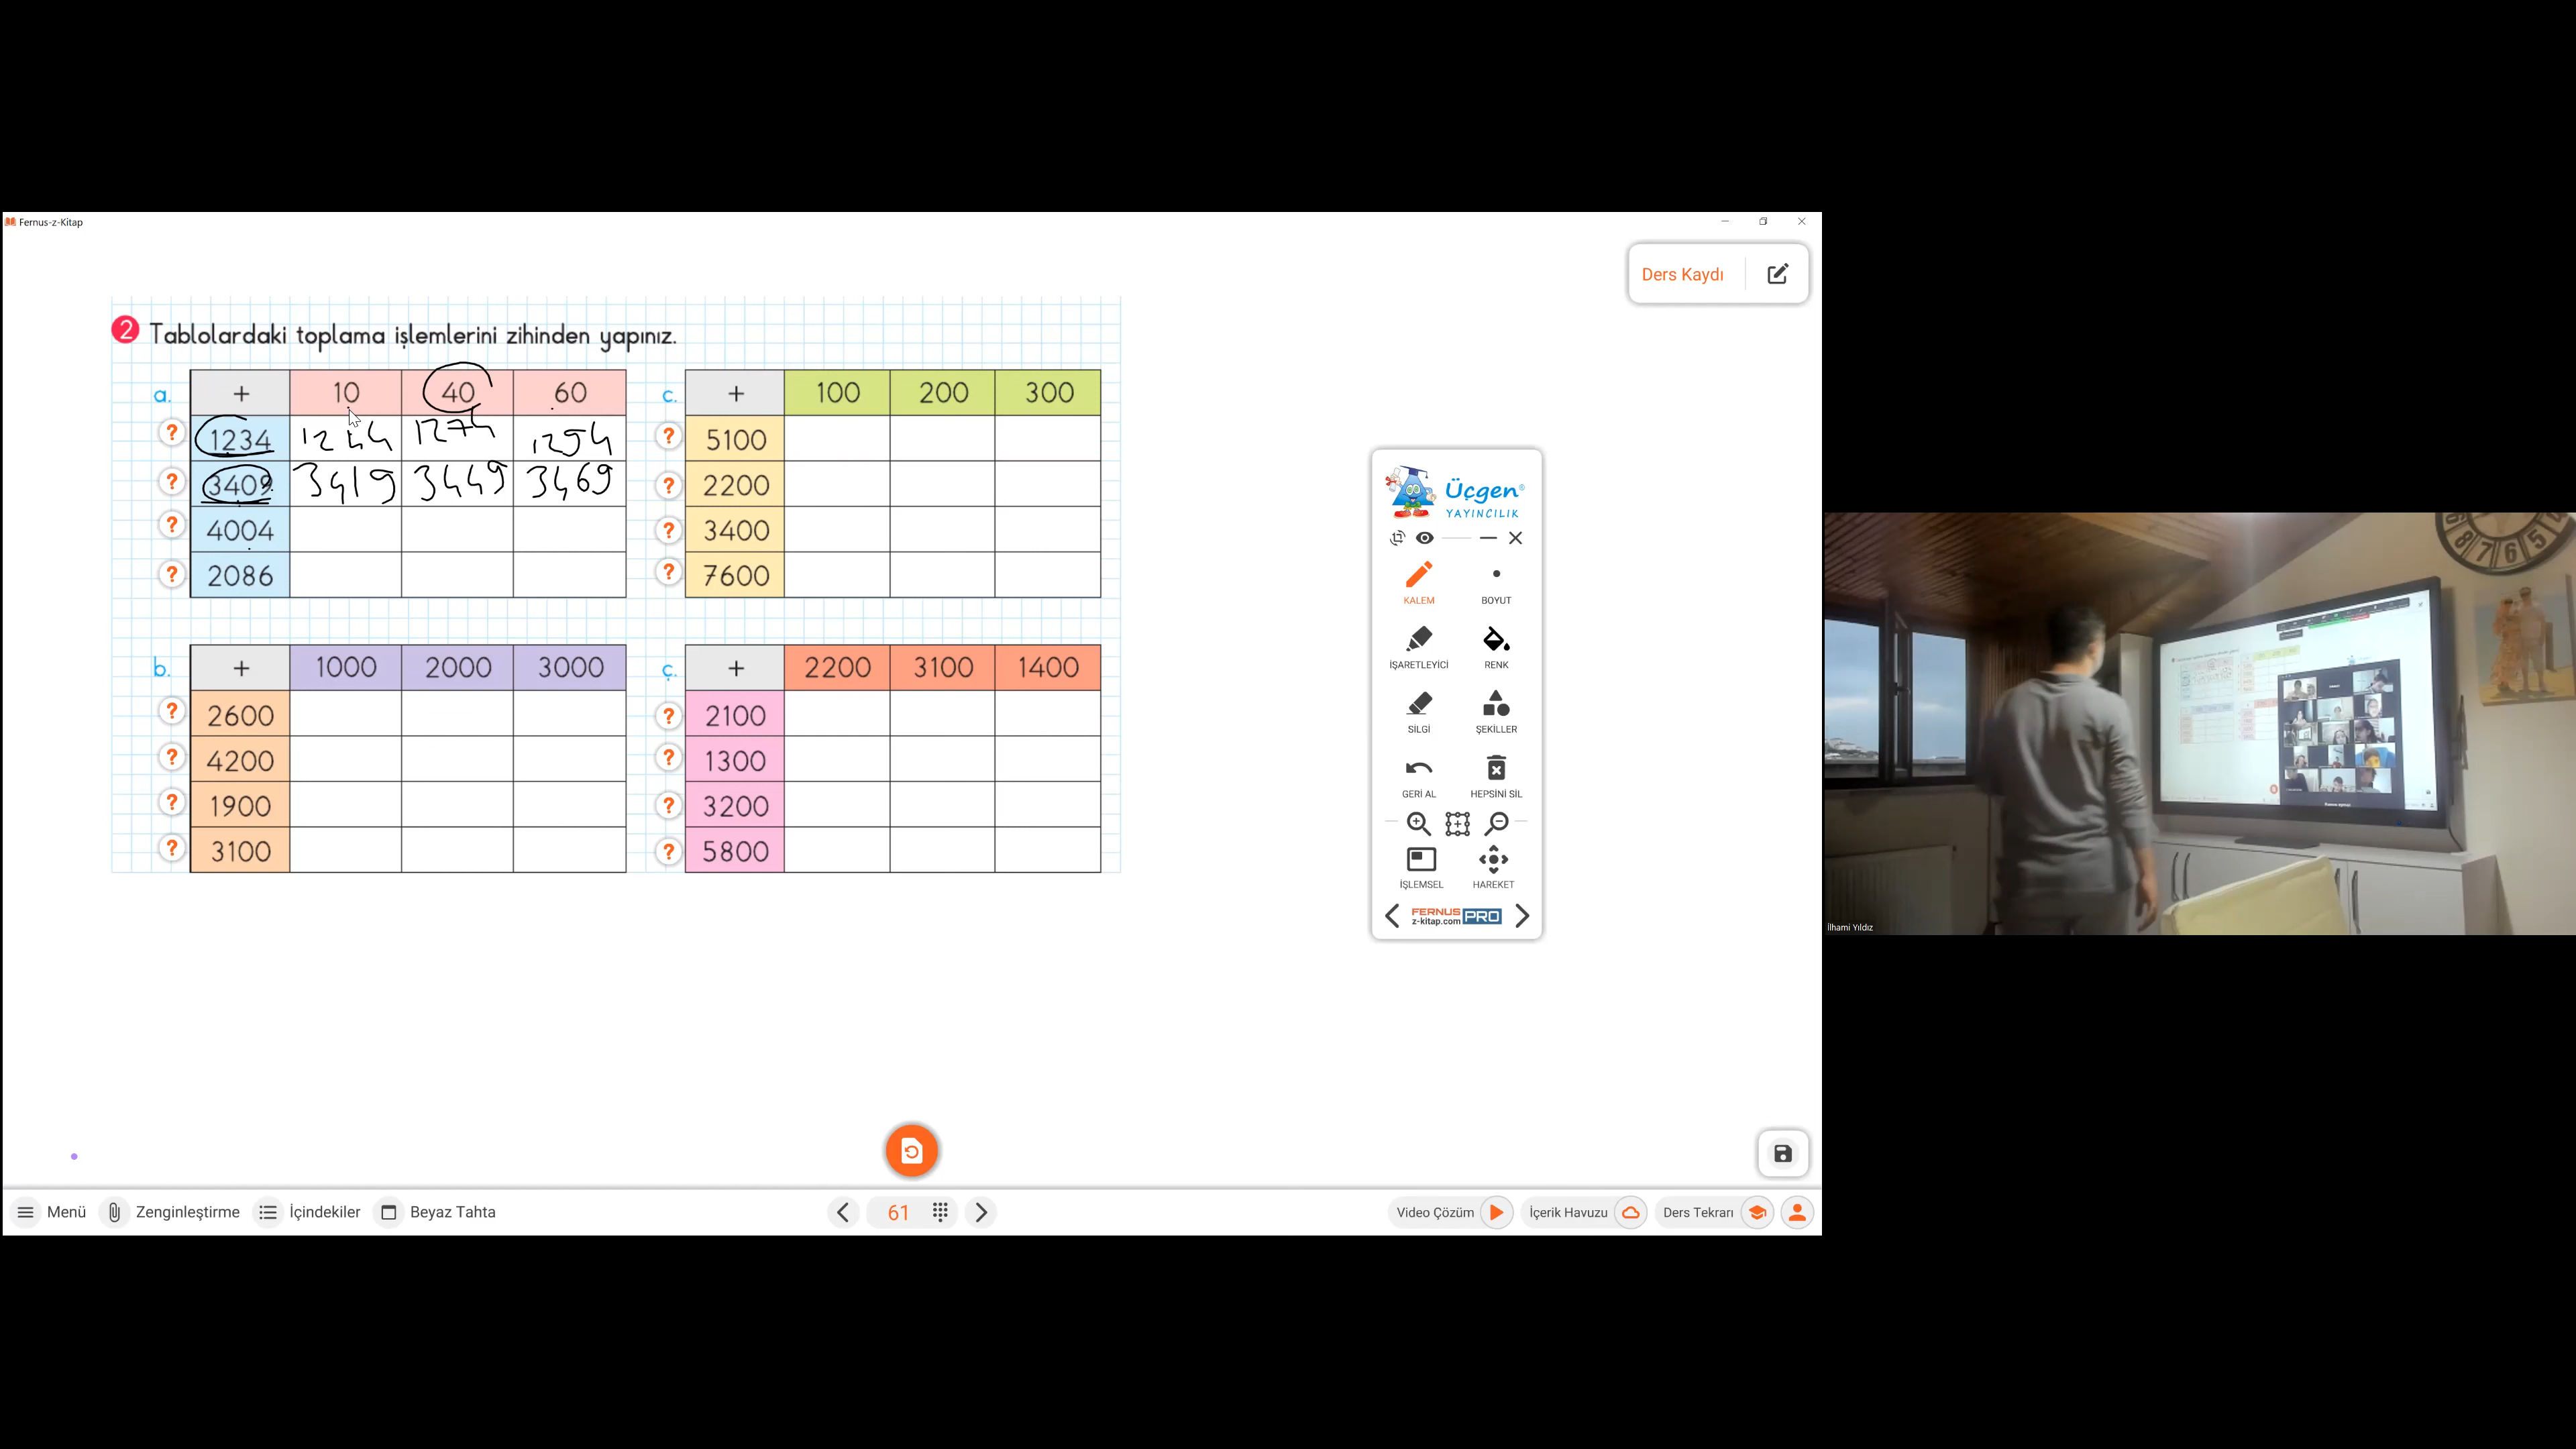 Fernus-z-Kitap
Ders Kaydı
2 Tablolardaki toplama işlemlerini zihinden yapınız.
a.
+ 10 40 60
? 1234 1244 1274 1294
? 3409 3419 3449 3469
? 4004
? 2086
c.
+ 100 200 300
? 5100
? 2200
? 3400
? 7600
b.
+ 1000 2000 3000
? 2600
? 4200
? 1900
? 3100
ç.
+ 2200 3100 1400
? 2100
? 1300
? 3200
? 5800
Üçgen®
YAYINCILIK
KALEM BOYUT
İŞARETLEYİCİ RENK
SİLGİ ŞEKİLLER
GERİ AL HEPSİNİ SİL
İŞLEMSEL HAREKET
FERNUS PRO
z-kitap.com
8 7 6 5
İlhami Yıldız
Menü Zenginleştirme İçindekiler Beyaz Tahta 61 Video Çözüm İçerik Havuzu Ders Tekrarı